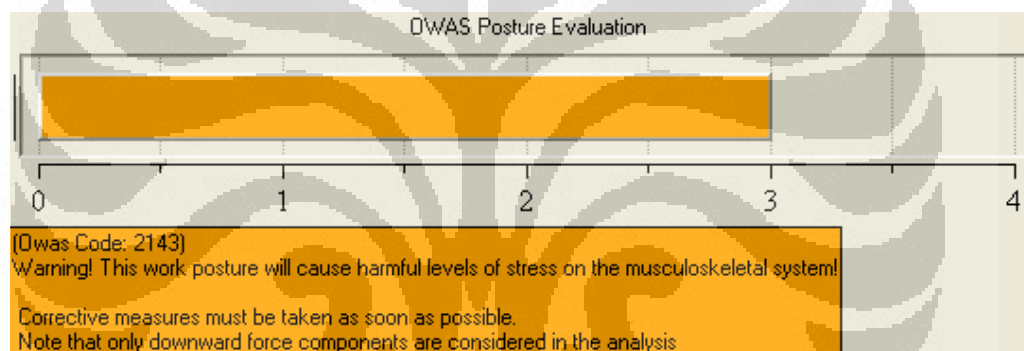 OWAS Posture Evaluation
0 1 2 3 4
(Owas Code: 2143)
Warning! This work posture will cause harmful levels of stress on the musculoskeletal system!
Corrective measures must be taken as soon as possible.
Note that only downward force components are considered in the analysis